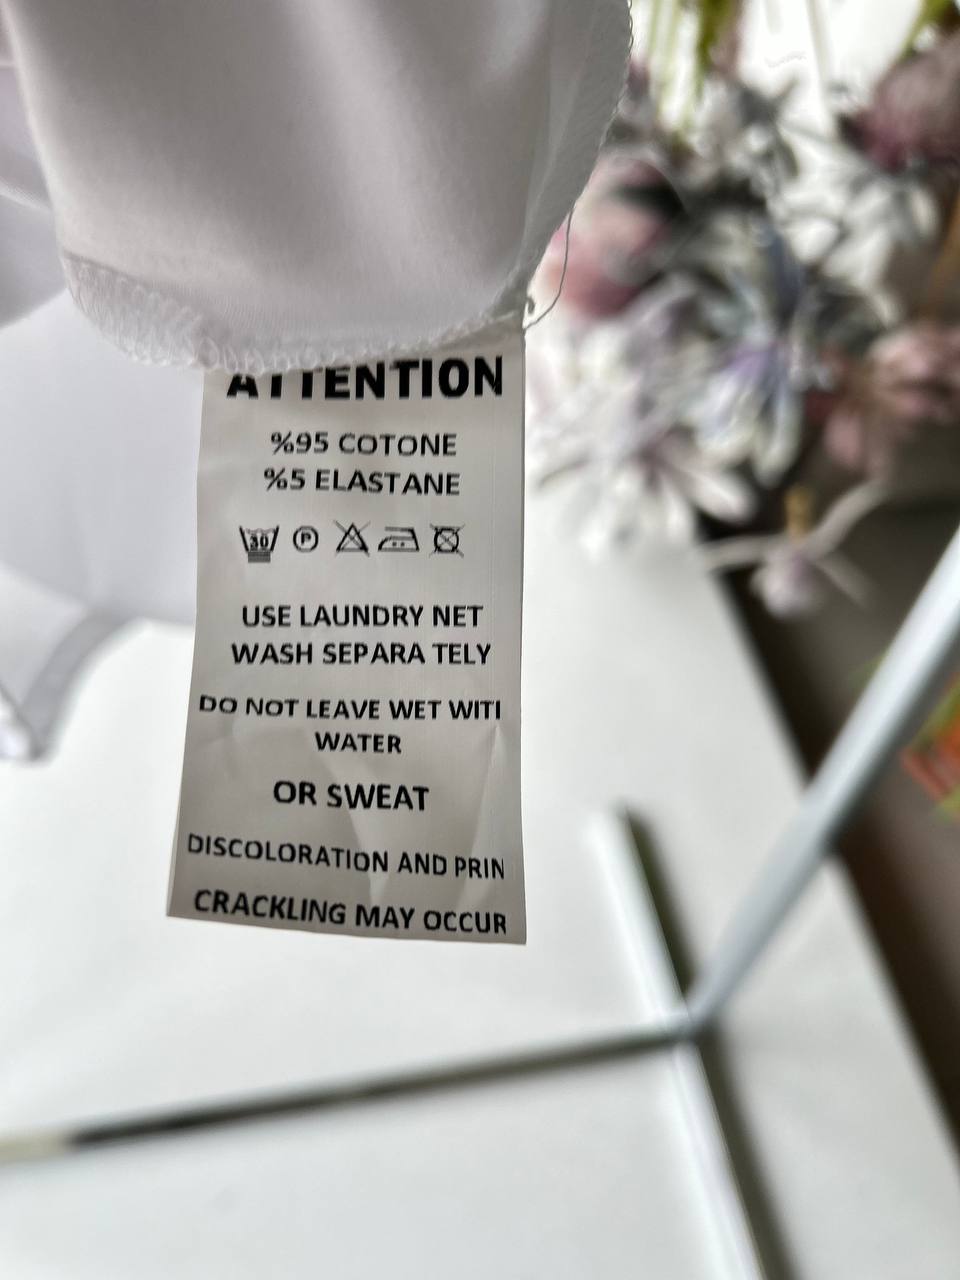 ATTENTION
%95 COTONE
%5 ELASTANE
30 P
USE LAUNDRY NET
WASH SEPARA TELY
DO NOT LEAVE WET WITI
WATER
OR SWEAT
DISCOLORATION AND PRIN
CRACKLING MAY OCCUR